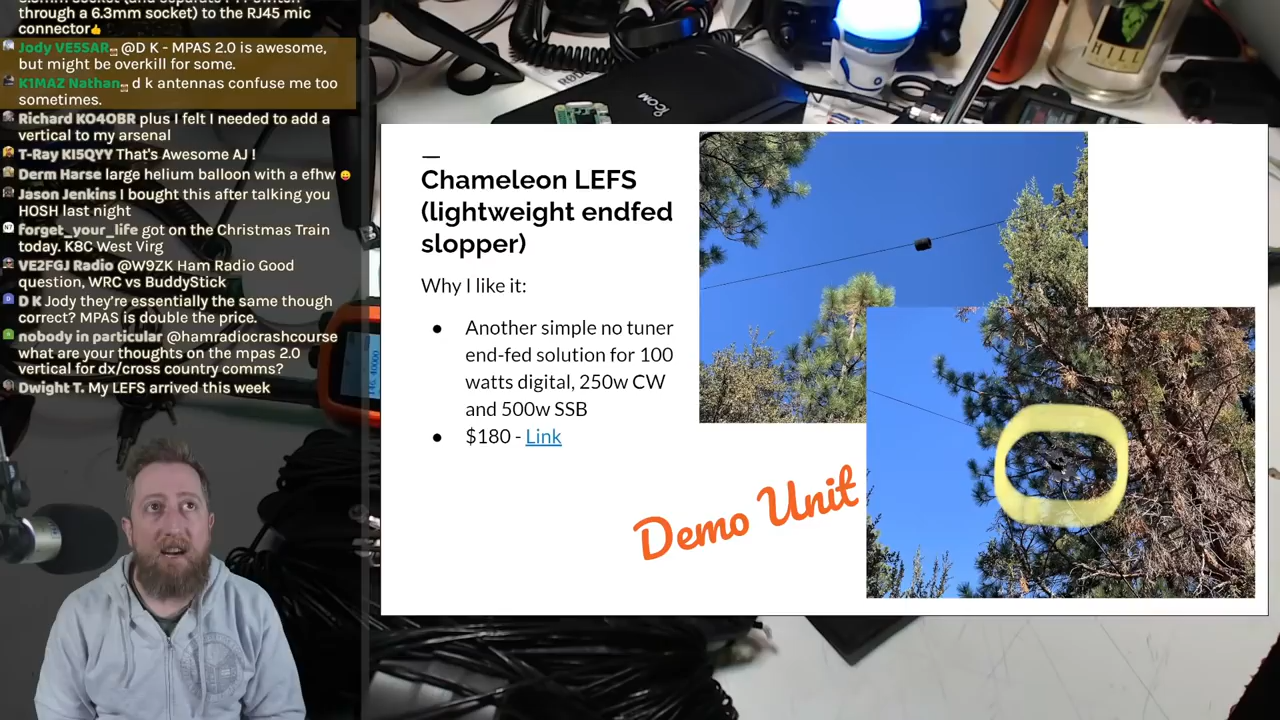 through a 6.3mm socket) to the RJ45 mic
connector👍
Jody VE5SAR @D K - MPAS 2.0 is awesome,
but might be overkill for some.
K1MAZ Nathan d k antennas confuse me too
sometimes.
Richard KO4OBR plus I felt I needed to add a
vertical to my arsenal
T-Ray KI5QYY That's Awesome AJ !
Derm Harse large helium balloon with a efhw 😛
Jason Jenkins I bought this after talking you
HOSH last night
forget_your_life got on the Christmas Train
today. K8C West Virg
VE2FGJ Radio @W9ZK Ham Radio Good
question, WRC vs BuddyStick
D K Jody they're essentially the same though
correct? MPAS is double the price.
nobody in particular @hamradiocrashcourse
what are your thoughts on the mpas 2.0
vertical for dx/cross country comms?
Dwight T. My LEFS arrived this week
Chameleon LEFS
(lightweight endfed
slopper)
Why I like it:
● Another simple no tuner
end-fed solution for 100
watts digital, 250w CW
and 500w SSB
● $180 - Link
Demo Unit
ICOM
HILL